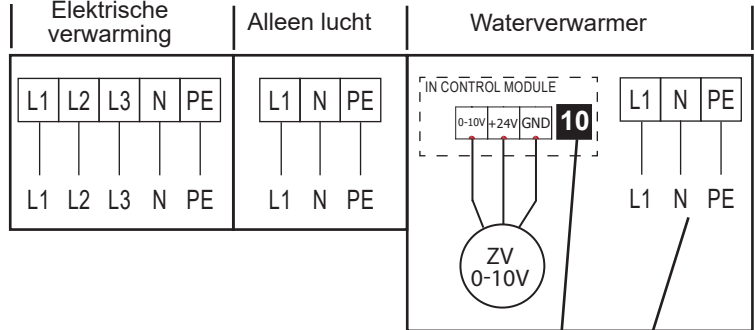 Elektrische
verwarming
Alleen lucht
Waterverwarmer
L1 L2 L3 N PE
L1 L2 L3 N PE
L1 N PE
L1 N PE
IN CONTROL MODULE
0-10V +24V GND 10
ZV
0-10V
L1 N PE
L1 N PE